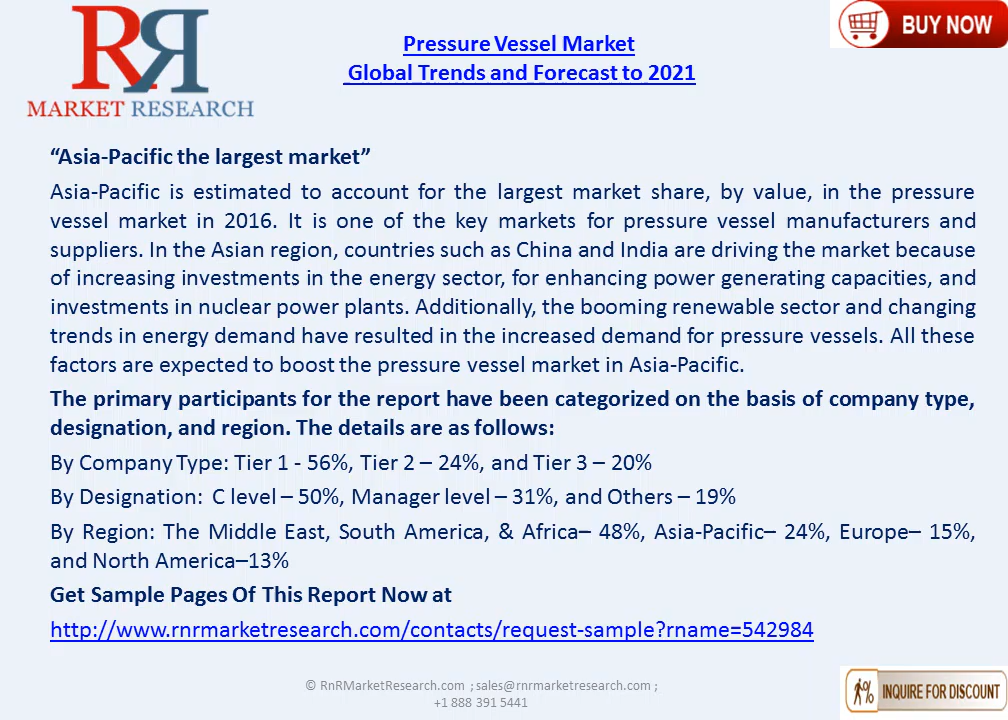 RR
MARKET RESEARCH
Pressure Vessel Market
Global Trends and Forecast to 2021
BUY NOW
“Asia-Pacific the largest market”
Asia-Pacific is estimated to account for the largest market share, by value, in the pressure
vessel market in 2016. It is one of the key markets for pressure vessel manufacturers and
suppliers. In the Asian region, countries such as China and India are driving the market because
of increasing investments in the energy sector, for enhancing power generating capacities, and
investments in nuclear power plants. Additionally, the booming renewable sector and changing
trends in energy demand have resulted in the increased demand for pressure vessels. All these
factors are expected to boost the pressure vessel market in Asia-Pacific.
The primary participants for the report have been categorized on the basis of company type,
designation, and region. The details are as follows:
By Company Type: Tier 1 - 56%, Tier 2 – 24%, and Tier 3 – 20%
By Designation: C level – 50%, Manager level – 31%, and Others – 19%
By Region: The Middle East, South America, & Africa– 48%, Asia-Pacific– 24%, Europe– 15%,
and North America–13%
Get Sample Pages Of This Report Now at
http://www.rnrmarketresearch.com/contacts/request-sample?rname=542984
© RnRMarketResearch.com ; sales@rnrmarketresearch.com ;
+1 888 391 5441
INQUIRE FOR DISCOUNT